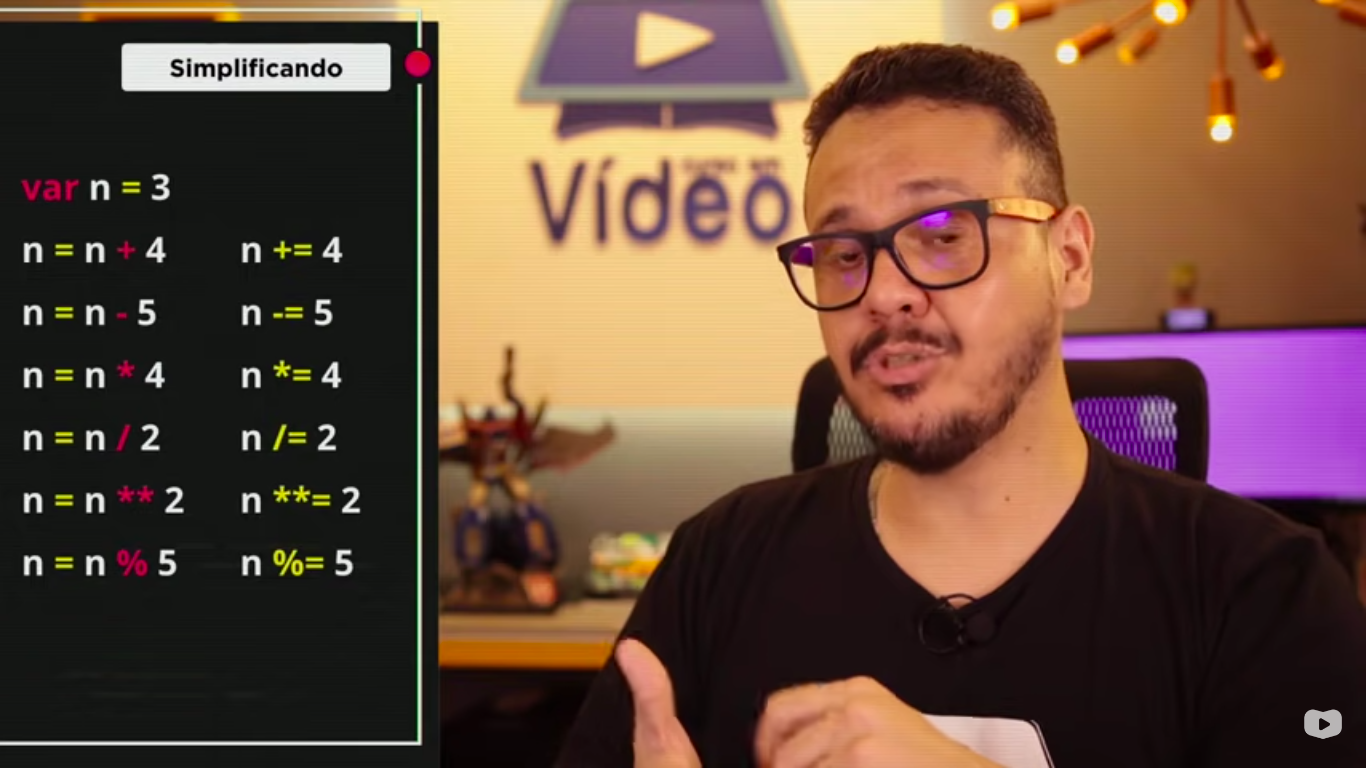 Simplificando
var n = 3
n = n + 4 n += 4
n = n - 5 n -= 5
n = n * 4 n *= 4
n = n / 2 n /= 2
n = n ** 2 n **= 2
n = n % 5 n %= 5
Vídeo